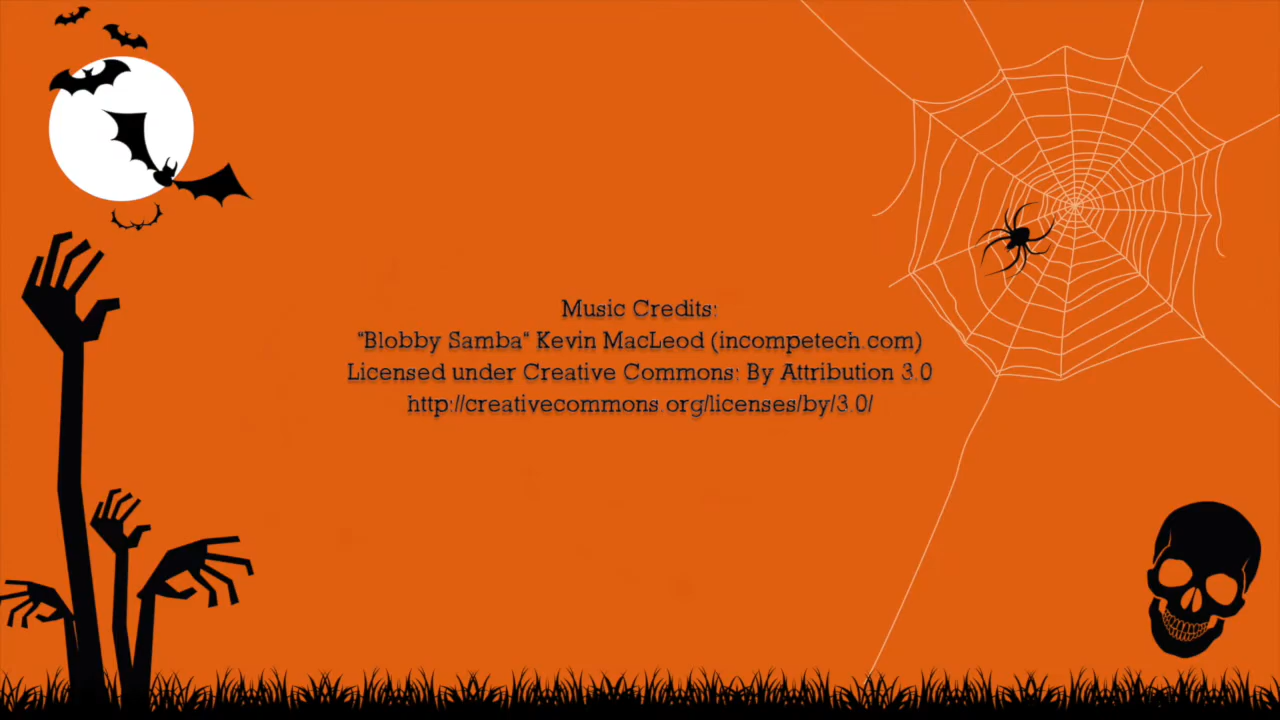 Music Credits:
"Blobby Samba" Kevin MacLeod (incompetech.com)
Licensed under Creative Commons: By Attribution 3.0
http://creativecommons.org/licenses/by/3.0/